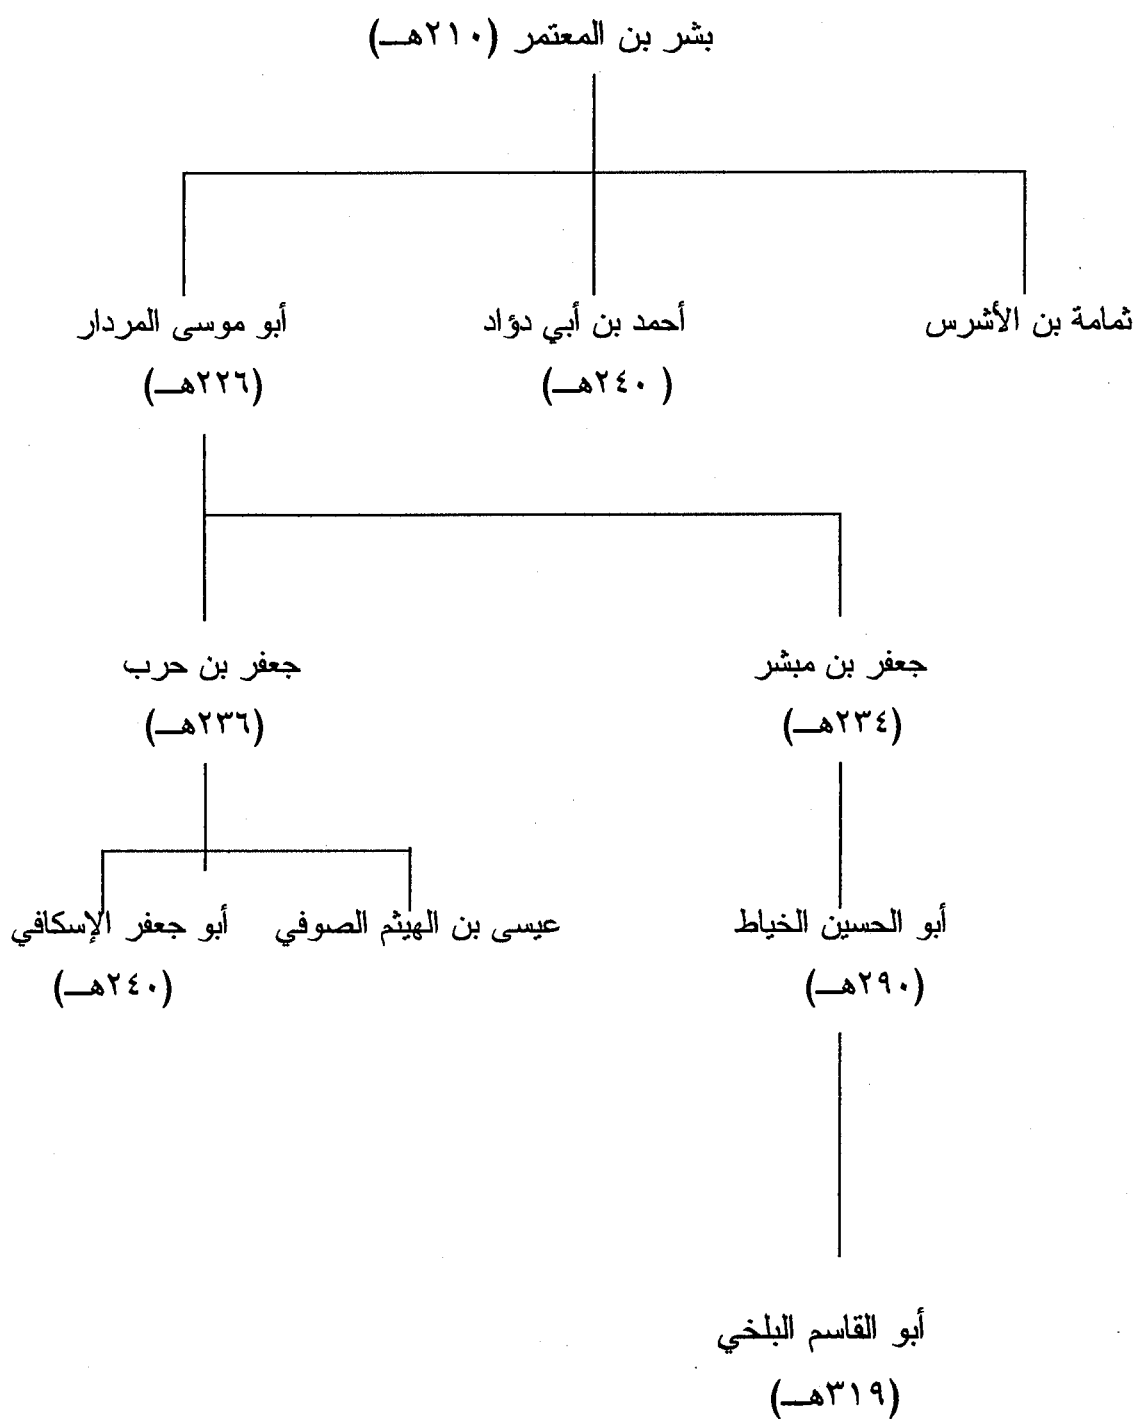 بشر بن المعتمر (٢١٠هـ)
ثمامة بن الأشرس
أحمد بن أبي دؤاد
( ٢٤٠هـ)
أبو موسى المردار
(٢٢٦هـ)
جعفر بن مبشر
(٢٣٤هـ)
جعفر بن حرب
(٢٣٦هـ)
أبو الحسين الخياط
(٢٩٠هـ)
عيسى بن الهيثم الصوفي
أبو جعفر الإسكافي
(٢٤٠هـ)
أبو القاسم البلخي
(٣١٩هـ)